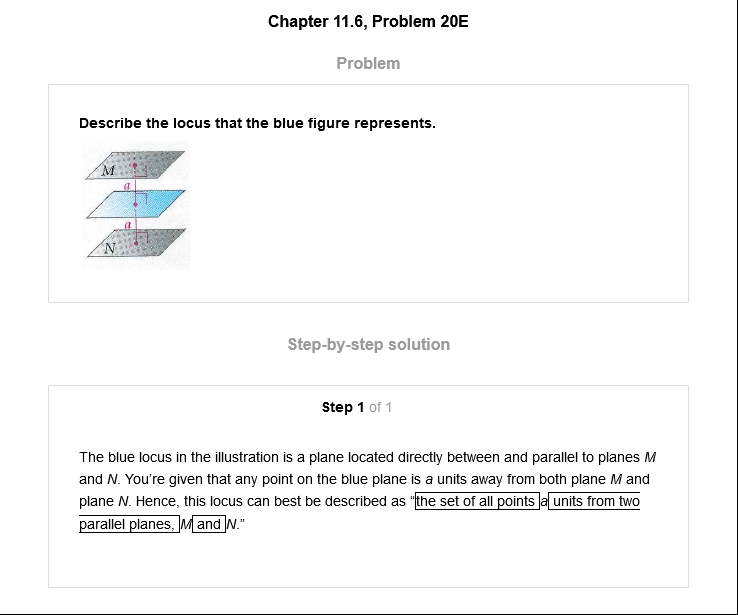 Chapter 11.6, Problem 20E
Problem
Describe the locus that the blue figure represents.
M
a
a
N
Step-by-step solution
Step 1 of 1
The blue locus in the illustration is a plane located directly between and parallel to planes M
and N. You’re given that any point on the blue plane is a units away from both plane M and
plane N. Hence, this locus can best be described as “the set of all points a units from two
parallel planes, M and N.”